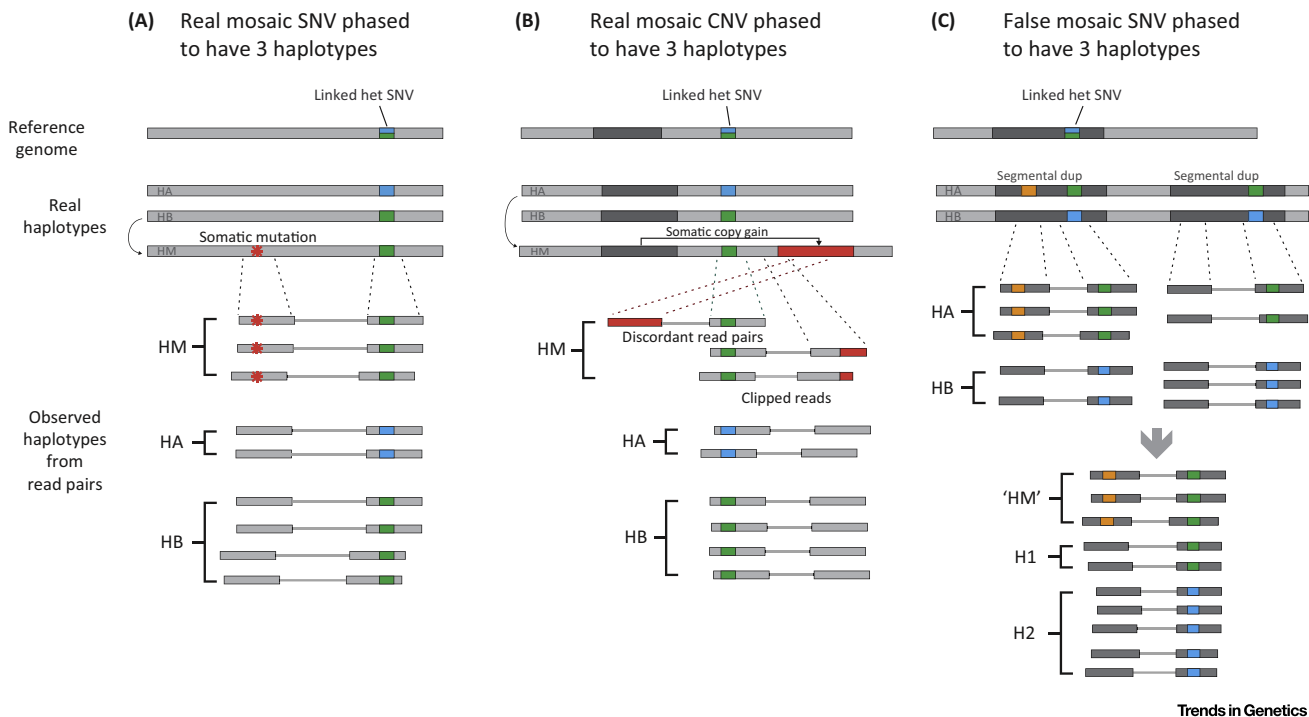 (A) Real mosaic SNV phased
to have 3 haplotypes
Linked het SNV
Reference
genome
HA
Real
haplotypes
HB
Somatic mutation
HM
HM
Observed
haplotypes
from
read pairs
HA
HB
(B) Real mosaic CNV phased
to have 3 haplotypes
Linked het SNV
HA
HB
Somatic copy gain
HM
HM
Discordant read pairs
Clipped reads
HA
HB
(C) False mosaic SNV phased
to have 3 haplotypes
Linked het SNV
Segmental dup Segmental dup
HA
HB
HA
HB
‘HM’
H1
H2
Trends in Genetics